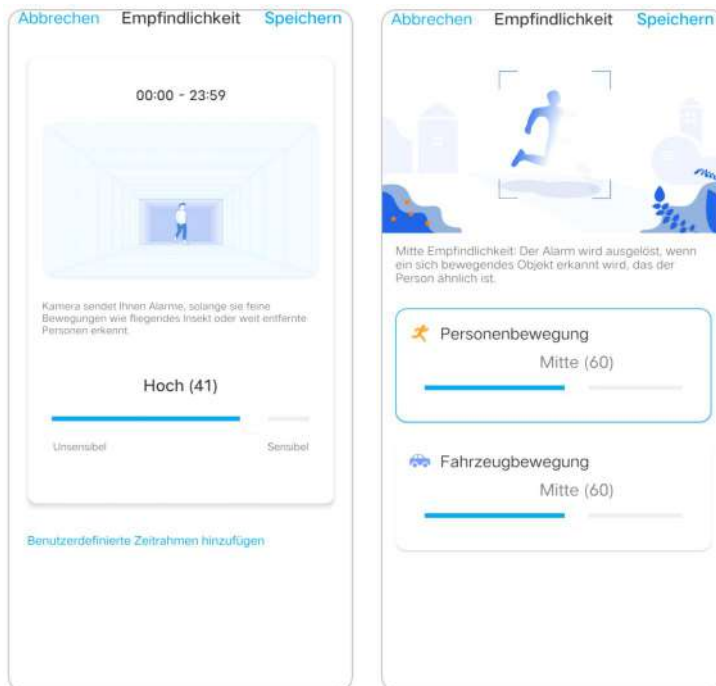 Abbrechen Empfindlichkeit Speichern
00:00 - 23:59
Kamera sendet Ihnen Alarme, solange sie feine
Bewegungen wie fliegendes Insekt oder weit entfernte
Personen erkennt.
Hoch (41)
Unsensibel Sensibel
Benutzerdefinierte Zeitrahmen hinzufügen
Abbrechen Empfindlichkeit Speichern
Mitte Empfindlichkeit: Der Alarm wird ausgelöst, wenn
ein sich bewegendes Objekt erkannt wird, das der
Person ähnlich ist.
Personenbewegung
Mitte (60)
Fahrzeugbewegung
Mitte (60)